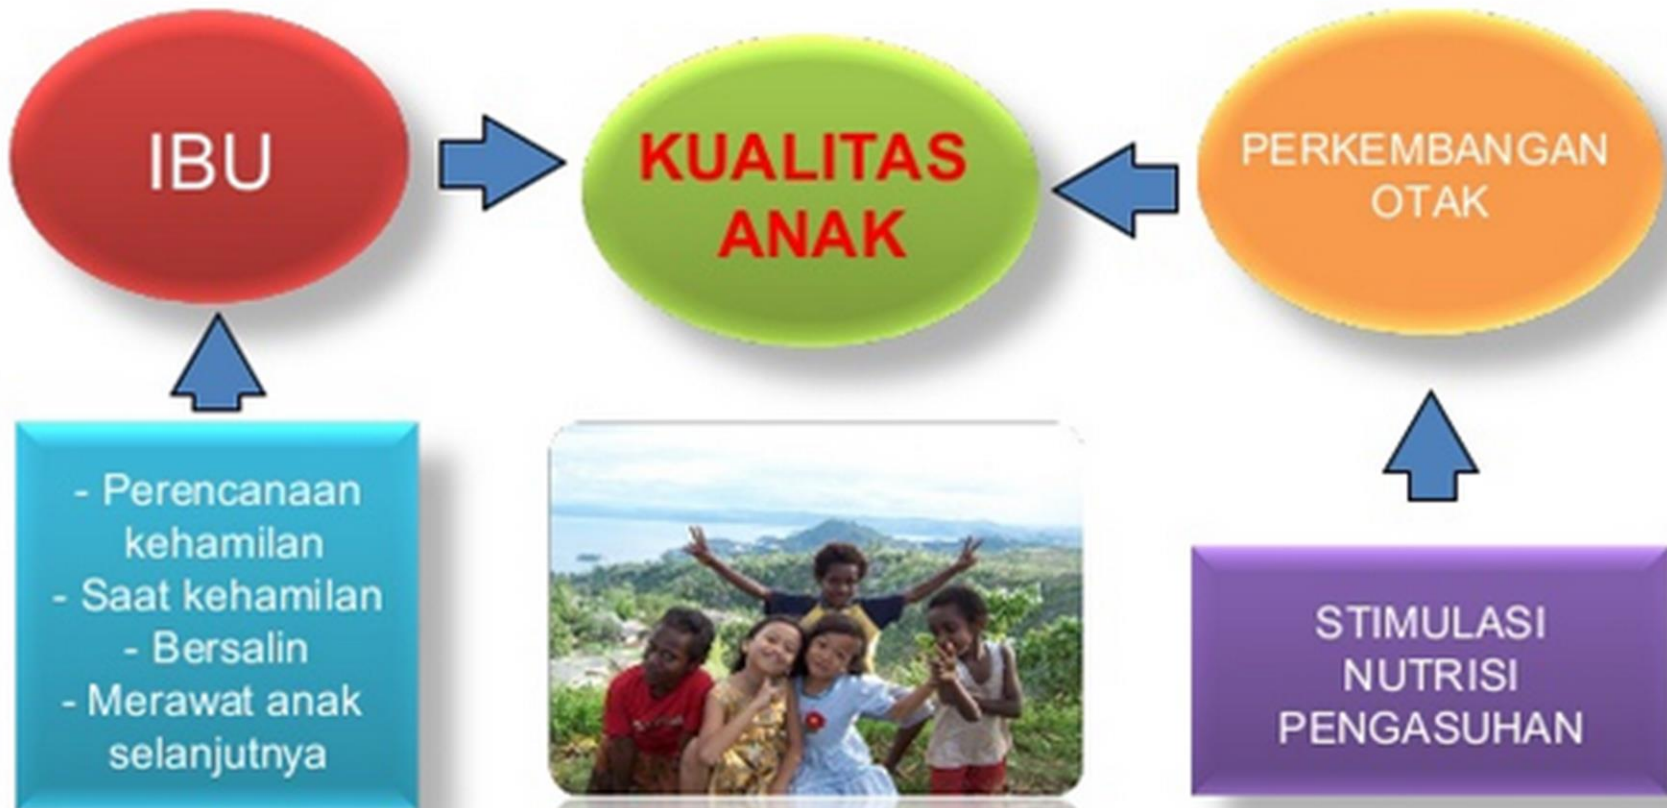 IBU
KUALITAS
ANAK
PERKEMBANGAN
OTAK
- Perencanaan
kehamilan
- Saat kehamilan
- Bersalin
- Merawat anak
selanjutnya
STIMULASI
NUTRISI
PENGASUHAN